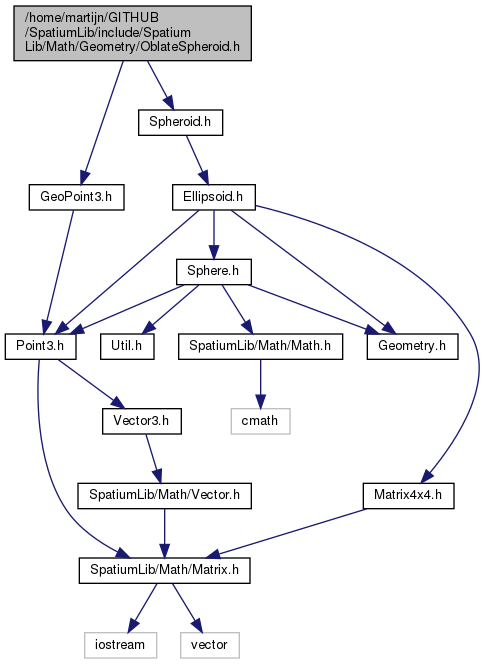 /home/martijn/GITHUB
/SpatiumLib/include/Spatium
Lib/Math/Geometry/OblateSpheroid.h
Spheroid.h
GeoPoint3.h
Ellipsoid.h
Sphere.h
Point3.h
Util.h
SpatiumLib/Math/Math.h
Geometry.h
Vector3.h
cmath
SpatiumLib/Math/Vector.h
Matrix4x4.h
SpatiumLib/Math/Matrix.h
iostream
vector